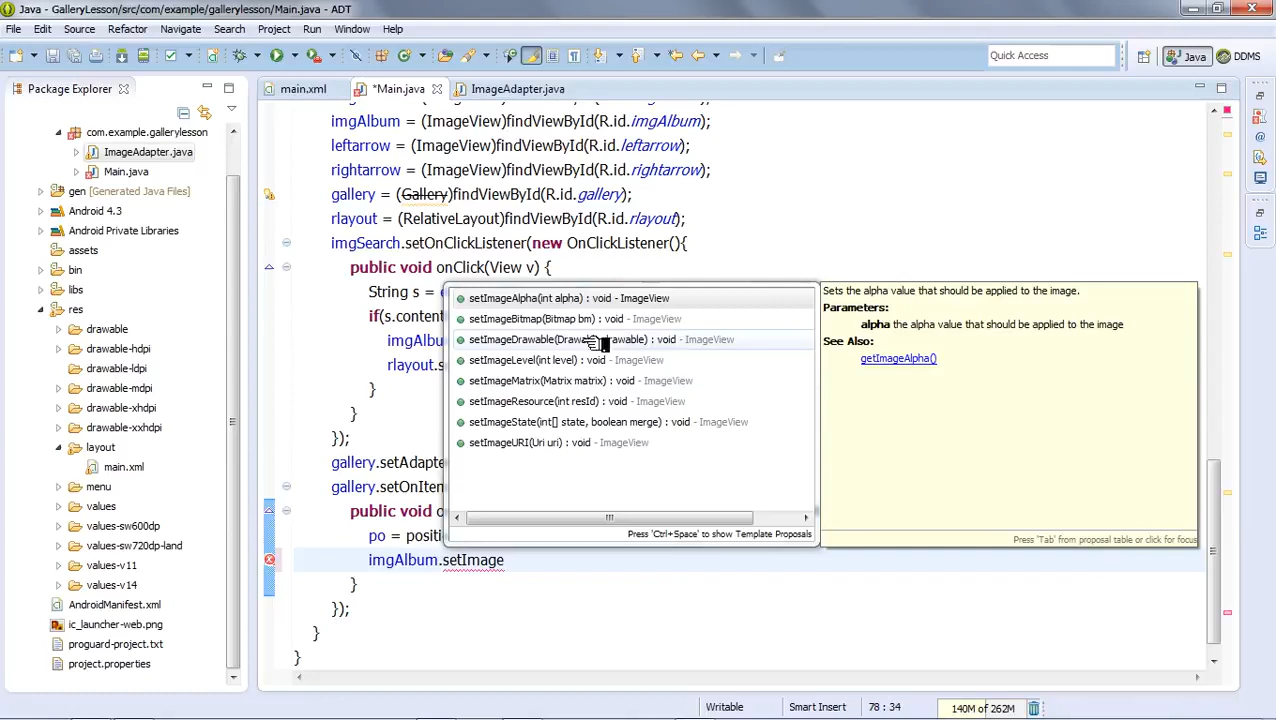 Java - GalleryLesson/src/com/example/gallerylesson/Main.java - ADT
File Edit Source Refactor Navigate Search Project Run Window Help
Quick Access
Java
DDMS
Package Explorer
main.xml
*Main.java
ImageAdapter.java
com.example.gallerylesson
ImageAdapter.java
Main.java
gen [Generated Java Files]
Android 4.3
Android Private Libraries
assets
bin
libs
res
drawable
drawable-hdpi
drawable-ldpi
drawable-mdpi
drawable-xhdpi
drawable-xxhdpi
layout
main.xml
menu
values
values-sw600dp
values-sw720dp-land
values-v11
values-v14
AndroidManifest.xml
ic_launcher-web.png
proguard-project.txt
project.properties
imgAlbum = (ImageView)findViewById(R.id.imgAlbum);
leftarrow = (ImageView)findViewById(R.id.leftarrow);
rightarrow = (ImageView)findViewById(R.id.rightarrow);
gallery = (Gallery)findViewById(R.id.gallery);
rlayout = (RelativeLayout)findViewById(R.id.rlayout);
imgSearch.setOnClickListener(new OnClickListener(){
public void onClick(View v) {
String s = e
if(s.content
imgAlbu
rlayout.s
}
}
});
gallery.setAdapte
gallery.setOnIten
public void o
po = positi
imgAlbum.setImage
}
});
}
}
setImageAlpha(int alpha) : void - ImageView
setImageBitmap(Bitmap bm) : void - ImageView
setImageDrawable(Drawable drawable) : void - ImageView
setImageLevel(int level) : void - ImageView
setImageMatrix(Matrix matrix) : void - ImageView
setImageResource(int resId) : void - ImageView
setImageState(int[] state, boolean merge) : void - ImageView
setImageURI(Uri uri) : void - ImageView
Press 'Ctrl+Space' to show Template Proposals
Sets the alpha value that should be applied to the image.
Parameters:
alpha the alpha value that should be applied to the image
See Also:
getImageAlpha()
Press 'Tab' from proposal table or click for focus
Writable
Smart Insert
78 : 34
140M of 262M